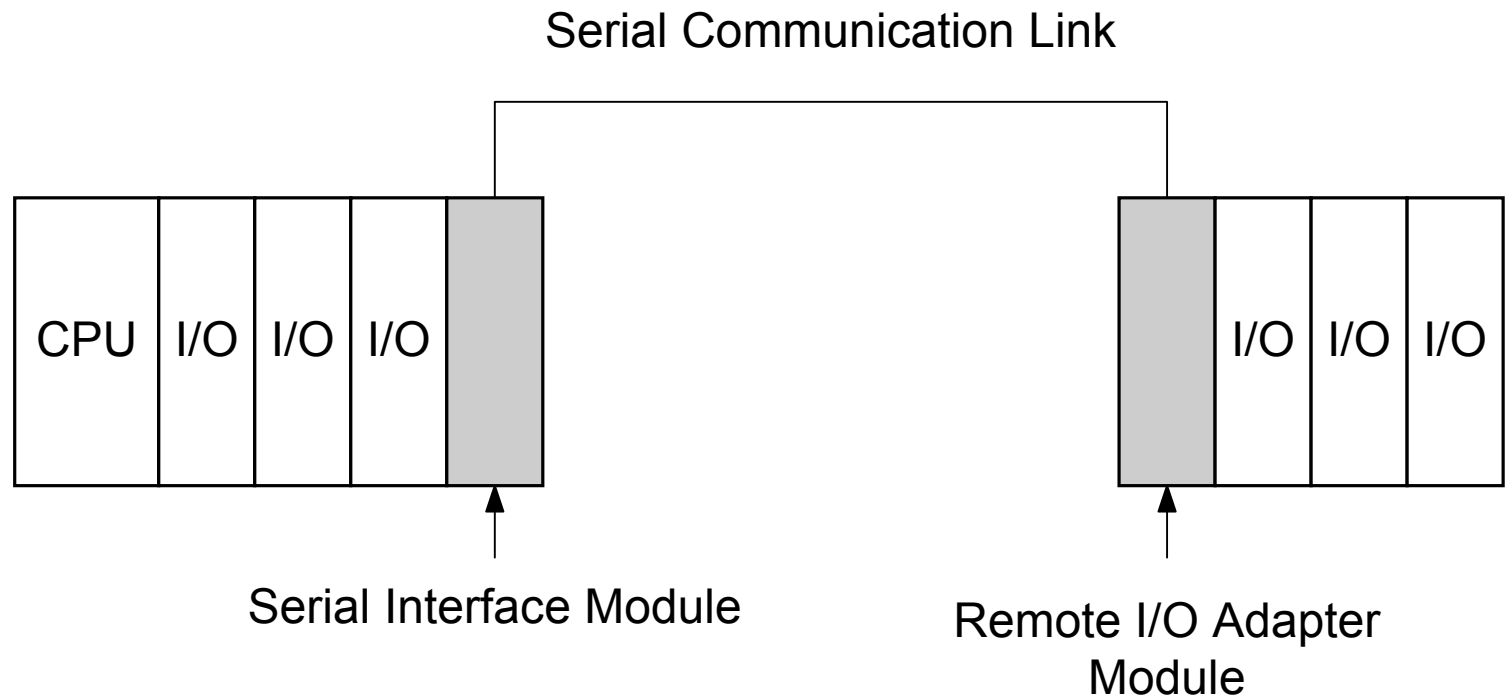 Serial Communication Link
CPU I/O I/O I/O I/O I/O I/O
Serial Interface Module
Remote I/O Adapter
Module